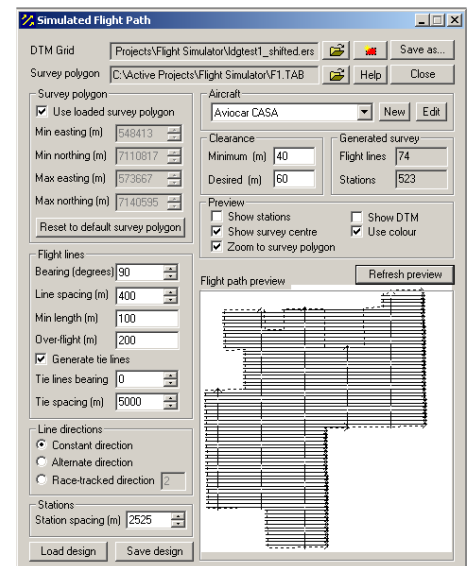 Simulated Flight Path
DTM Grid Projects\Flight Simulator\ldgtest1_shifted.ers Save as...
Survey polygon C:\Active Projects\Flight Simulator\F1.TAB Help Close
Survey polygon
Use loaded survey polygon
Min easting (m) 548413
Min northing (m) 7110817
Max easting (m) 573667
Max northing (m) 7140595
Reset to default survey polygon
Aircraft
Aviocar CASA New Edit
Clearance
Minimum (m) 40
Desired (m) 60
Generated survey
Flight lines 74
Stations 523
Preview
Show stations Show DTM
Show survey centre Use colour
Zoom to survey polygon
Flight lines
Bearing (degrees) 90
Line spacing (m) 400
Min length (m) 100
Over-flight (m) 200
Generate tie lines
Tie lines bearing 0
Tie spacing (m) 5000
Flight path preview Refresh preview
Line directions
Constant direction
Alternate direction
Race-tracked direction 2
Stations
Station spacing (m) 2525
Load design Save design